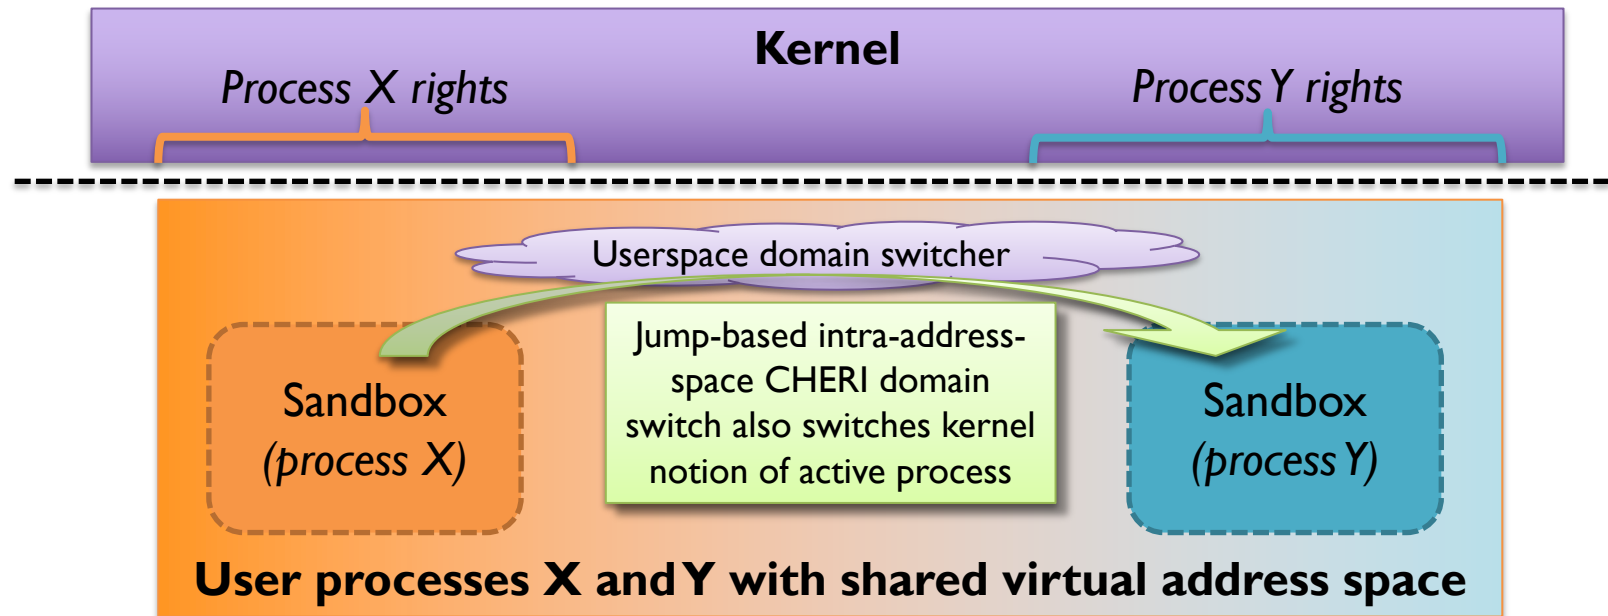 Kernel
Process X rights
Process Y rights
Userspace domain switcher
Jump-based intra-address-
space CHERI domain
switch also switches kernel
notion of active process
Sandbox
(process X)
Sandbox
(process Y)
User processes X and Y with shared virtual address space